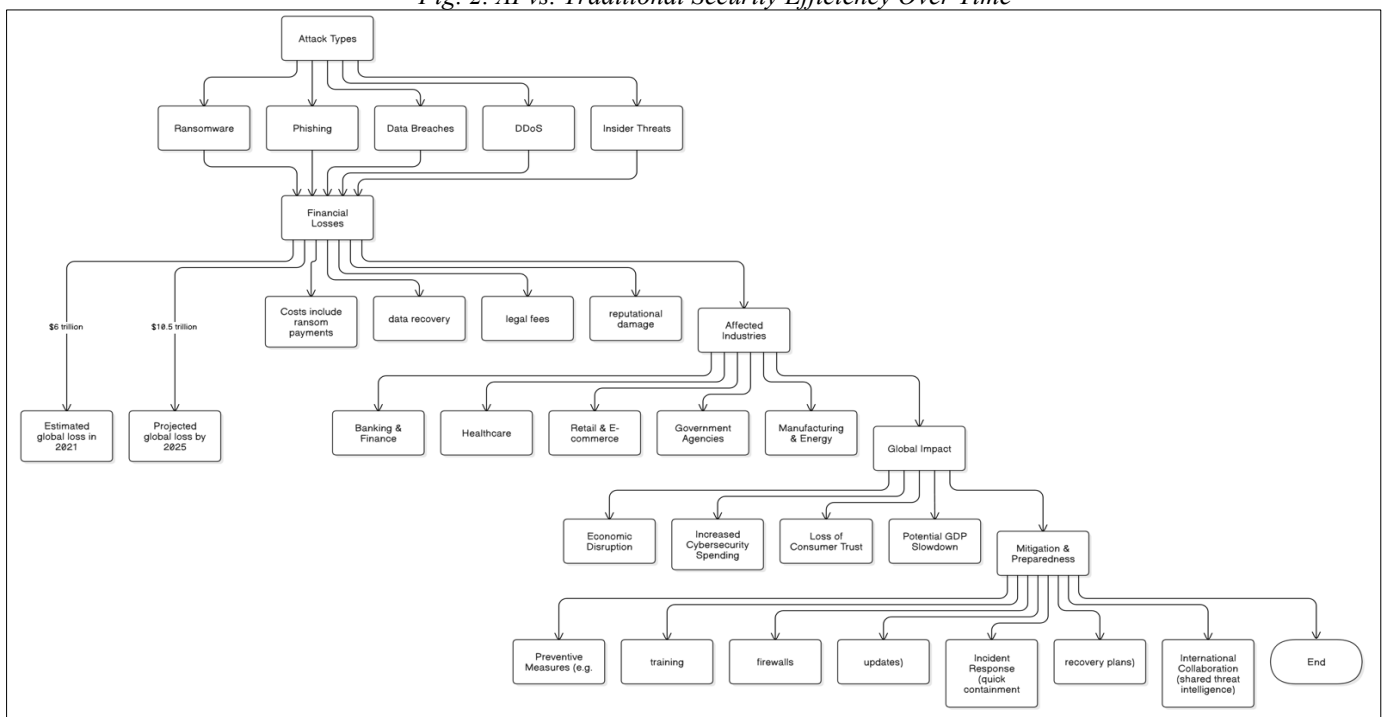 Fig. 2: AI vs. Traditional Security Efficiency Over Time
Attack Types
Ransomware
Phishing
Data Breaches
DDoS
Insider Threats
Financial
Losses
$6 trillion
$10.5 trillion
Costs include
ransom
payments
data recovery
legal fees
reputational
damage
Affected
Industries
Estimated
global loss in
2021
Projected
global loss by
2025
Banking &
Finance
Healthcare
Retail & E-
commerce
Government
Agencies
Manufacturing
& Energy
Global Impact
Economic
Disruption
Increased
Cybersecurity
Spending
Loss of
Consumer Trust
Potential GDP
Slowdown
Mitigation &
Preparedness
Preventive
Measures (e.g.
training
firewalls
updates)
Incident
Response
(quick
containment
recovery plans)
International
Collaboration
(shared threat
intelligence)
End